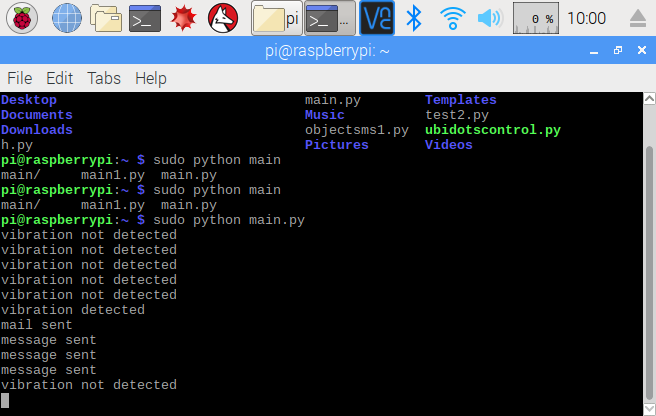 pi ... 0 % 10:00
pi@raspberrypi: ~
File Edit Tabs Help
Desktop main.py Templates
Documents Music test2.py
Downloads objectsms1.py ubidotscontrol.py
h.py Pictures Videos
pi@raspberrypi:~ $ sudo python main
main/ main1.py main.py
pi@raspberrypi:~ $ sudo python main
main/ main1.py main.py
pi@raspberrypi:~ $ sudo python main.py
vibration not detected
vibration not detected
vibration not detected
vibration not detected
vibration not detected
vibration detected
mail sent
message sent
message sent
message sent
vibration not detected